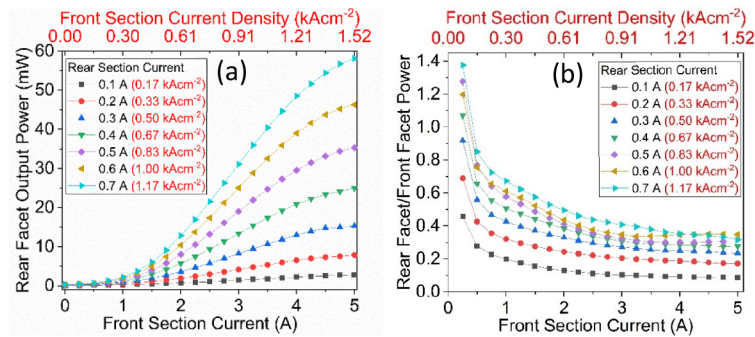 Front Section Current Density (kAcm-2)
0.00 0.30 0.61 0.91 1.21 1.52
(a)
Rear Facet Output Power (mW)
60
50
40
30
20
10
0
Rear Section Current
0.1 A (0.17 kAcm-2)
0.2 A (0.33 kAcm-2)
0.3 A (0.50 kAcm-2)
0.4 A (0.67 kAcm-2)
0.5 A (0.83 kAcm-2)
0.6 A (1.00 kAcm-2)
0.7 A (1.17 kAcm-2)
0 1 2 3 4 5
Front Section Current (A)
Front Section Current Density (kAcm-2)
0.00 0.30 0.61 0.91 1.21 1.52
(b)
Rear Facet/Front Facet Power
1.4
1.2
1.0
0.8
0.6
0.4
0.2
0.0
Rear Section Current
0.1 A (0.17 kAcm-2)
0.2 A (0.33 kAcm-2)
0.3 A (0.50 kAcm-2)
0.4 A (0.67 kAcm-2)
0.5 A (0.83 kAcm-2)
0.6 A (1.00 kAcm-2)
0.7 A (1.17 kAcm-2)
0 1 2 3 4 5
Front Section Current (A)